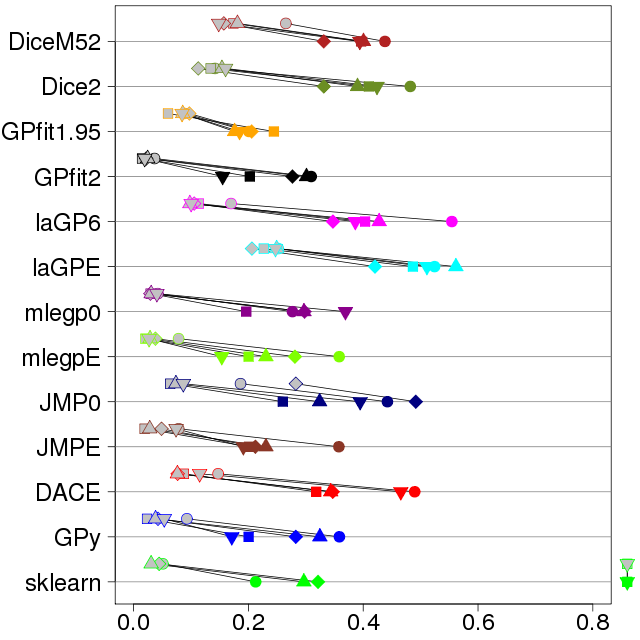 DiceM52
Dice2
GPfit1.95
GPfit2
laGP6
laGPE
mlegp0
mlegpE
JMP0
JMPE
DACE
GPy
sklearn
0.0 0.2 0.4 0.6 0.8